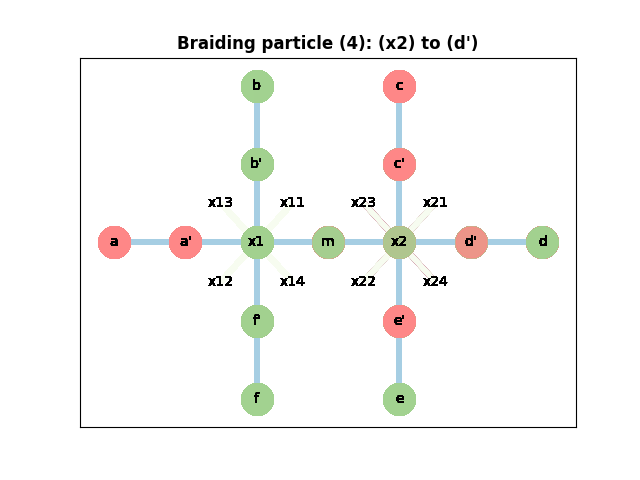 Braiding particle (4): (x2) to (d')
b c
b' c'
x13 x11 x23 x21
a a' x1 m x2 d' d
x12 x14 x22 x24
f' e'
f e